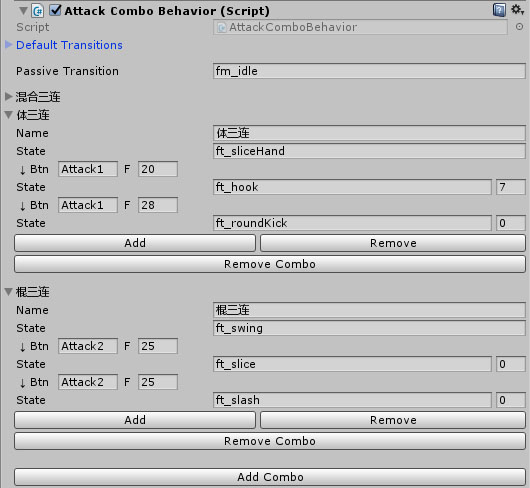 Attack Combo Behavior (Script)
Script AttackComboBehavior
Default Transitions
Passive Transition fm_idle
混合三连
体三连
Name 体三连
State ft_sliceHand
↓ Btn Attack1 F 20
State ft_hook 7
↓ Btn Attack1 F 28
State ft_roundKick 0
Add Remove
Remove Combo
棍三连
Name 棍三连
State ft_swing
↓ Btn Attack2 F 25
State ft_slice 0
↓ Btn Attack2 F 25
State ft_slash 0
Add Remove
Remove Combo
Add Combo